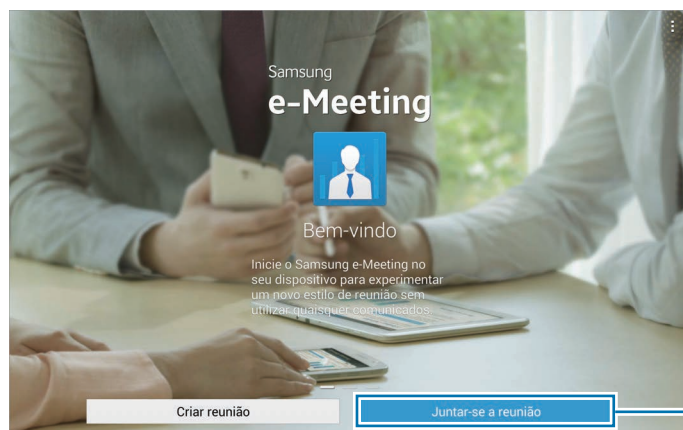 Samsung
e-Meeting
Bem-vindo
Inicie o Samsung e-Meeting no
seu dispositivo para experimentar
um novo estilo de reunião sem
utilizar quaisquer comunicados.
Criar reunião
Juntar-se a reunião